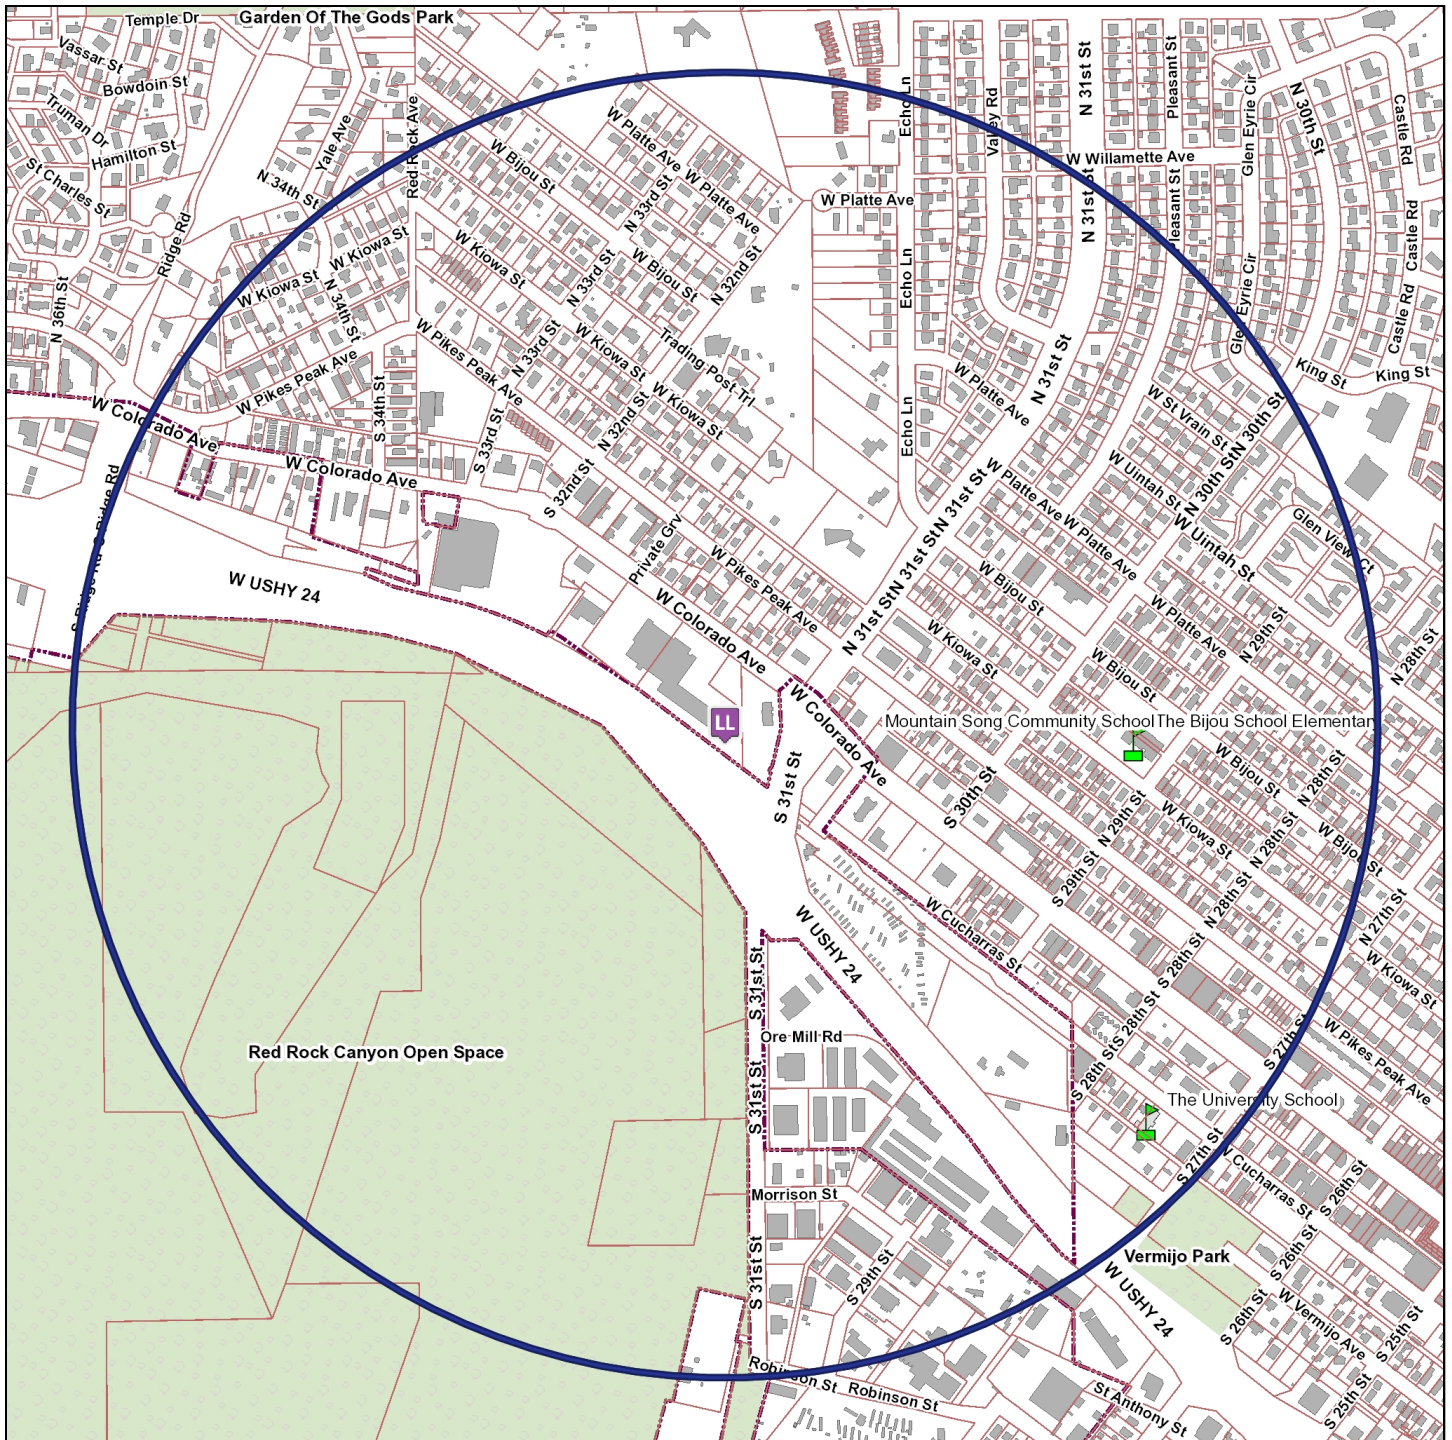 Garden Of The Gods Park
Temple Dr
Vassar St
Bowdoin St
Truman Dr
Hamilton St
St Charles St
Yale Ave
Red Rock Ave
N 34th St
Ridge Rd
N 36th St
W Kiowa St
W Kiowa St
N 34th St
W Pikes Peak Ave
S 34th St
W Colorado Ave
W Colorado Ave
S Ridge Rd
W USHY 24
W Bijou St
W Platte Ave
W Platte Ave
N 33rd St
W Kiowa St
N 33rd St
W Bijou St
N 32nd St
W Pikes Peak Ave
N 33rd St
W Kiowa St
Trading Post Trl
W Kiowa St
N 32nd St
S 33rd St
S 32nd St
Private Grv
W Pikes Peak Ave
W Colorado Ave
Echo Ln
Valley Rd
N 31st St
Pleasant St
Glen Eyrie Cir
N 30th St
Castle Rd
W Willamette Ave
W Platte Ave
N 31st St
Pleasant St
Castle Rd
Echo Ln
Glen Eyrie Cir
Castle Rd
King St
King St
N 31st St
W Platte Ave
Echo Ln
W St Vrain St
N 30th St
W Uintah St
N 30th St
W Uintah St
Glen View Ct
W Platte Ave
W Platte Ave
N 31st St
N 31st St
N 31st St
W Bijou St
W Kiowa St
W Platte Ave
N 29th St
N 28th St
W Bijou St
LL
W Colorado Ave
Mountain Song Community School
The Bijou School Elementary
S 31st St
S 30th St
W Bijou St
N 28th St
N 29th St
W Kiowa St
N 28th St
W Bijou St
S 29th St
N 28th St
N 27th St
W Cucharras St
W USHY 24
S 28th St
W Kiowa St
S 31st St
S 28th St
S 27th St
W Pikes Peak Ave
Ore Mill Rd
Red Rock Canyon Open Space
S 28th St
S 31st St
The University School
S 27th St
W Cucharras St
S 26th St
Morrison St
S 31st St
S 29th St
Vermijo Park
S 26th St
W USHY 24
S 26th St
W Vermijo Ave
S 25th St
Robinson St
Robinson St
St Anthony St
S 25th St